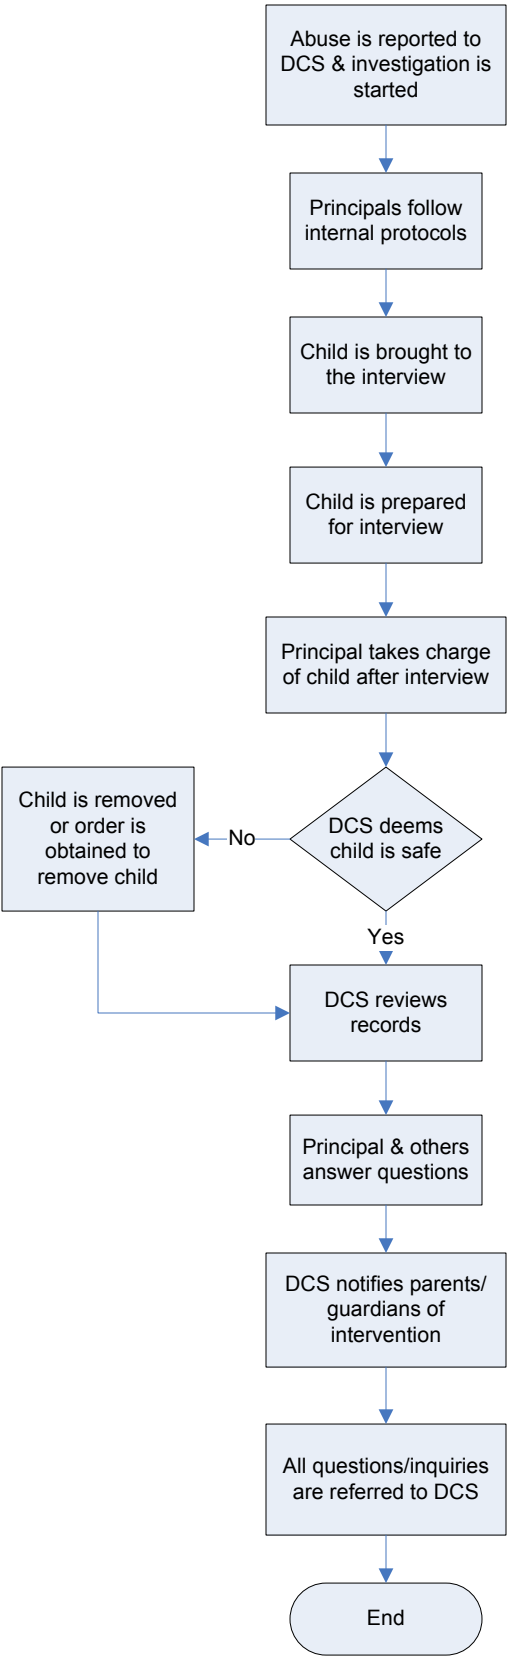 Abuse is reported to
DCS & investigation is
started
Principals follow
internal protocols
Child is brought to
the interview
Child is prepared
for interview
Principal takes charge
of child after interview
DCS deems
child is safe
No
Child is removed
or order is
obtained to
remove child
Yes
DCS reviews
records
Principal & others
answer questions
DCS notifies parents/
guardians of
intervention
All questions/inquiries
are referred to DCS
End